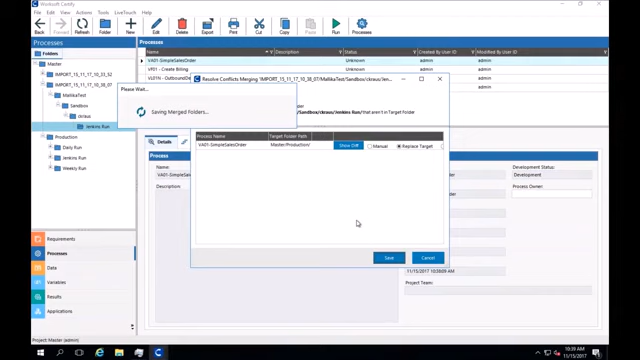 Worksoft Certify
File Edit View Actions Tools LiveTouch Help
Back Forward Refresh Folder New Save Export Print Cut Copy Run Processes
Processes
Folders
Master
IMPORT_15_11_17_10_33_52
IMPORT_15_11_17_10_38_07
MallikaTest
Sandbox
ckraus
Jenkins Run
Production
Daily Run
Jenkins Run
Weekly Run
Requirements
Processes
Data
Variables
Results
Applications
Project: Master (admin)
Processes
Name Description Status Created By User ID Modified By User ID
VA01-SimpleSalesOrder Unknown admin admin
VF01 - Create Billing Unknown admin admin
VL01N - Outbound
admin admin
Details
Process
Name:
Description
Development Status:
Development
Process Owner:
11/15/2017 10:38:09 AM
Project Team:
Resolve Conflicts Merging 'IMPORT_15_11_17_10_38_07/MallikaTest/Sandbox/ckraus/Jenkins Run/
/Sandbox/ckraus/Jenkins Run/ that aren't in Target folder
Process Name Target Folder Path
VA01-SimpleSalesOrder Master/Production/ Show Diff Manual Replace Target
Save Cancel
Please Wait...
Saving Merged Folders...
10:39 AM
11/15/2017